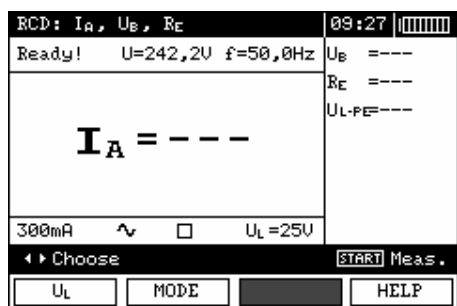 RCD: IA, UB, RE 09:27
Ready! U=242,2V f=50,0Hz
UB =---
RE =---
UL-PE=---
IA=---
300mA UL=25V
Choose START Meas.
UL MODE HELP